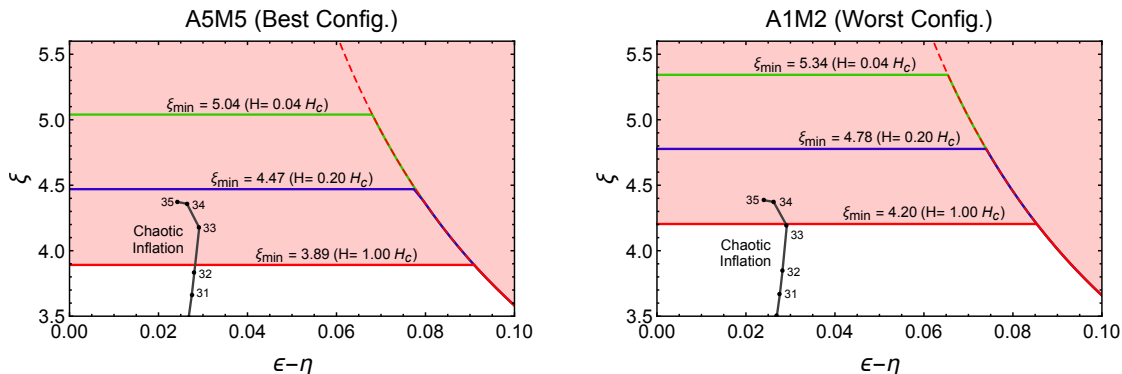 A5M5 (Best Config.)
5.5
5.0
4.5
4.0
3.5
ξ
ξmin = 5.04 (H= 0.04 Hc)
ξmin = 4.47 (H= 0.20 Hc)
35
34
33
Chaotic
Inflation
ξmin = 3.89 (H= 1.00 Hc)
32
31
0.00 0.02 0.04 0.06 0.08 0.10
ϵ−η
A1M2 (Worst Config.)
5.5
5.0
4.5
4.0
3.5
ξ
ξmin = 5.34 (H= 0.04 Hc)
ξmin = 4.78 (H= 0.20 Hc)
35
34
ξmin = 4.20 (H= 1.00 Hc)
33
Chaotic
Inflation
32
31
0.00 0.02 0.04 0.06 0.08 0.10
ϵ−η